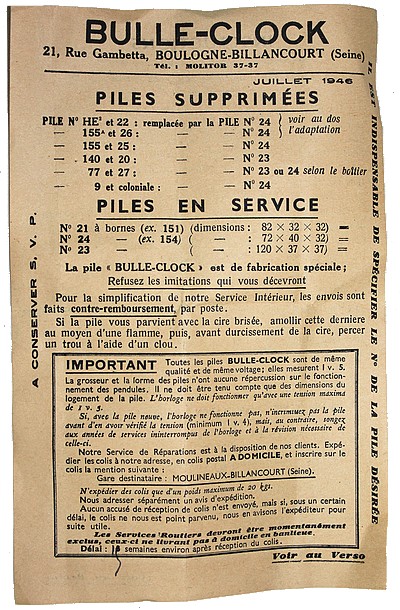 BULLE-CLOCK
21, Rue Gambetta, BOULOGNE-BILLANCOURT (Seine)
Tél. : MOLITOR 37-37
JUILLET 1946
PILES SUPPRIMÉES
PILE N° HE² et 22 : remplacée par la PILE N° 24 } voir au dos
— 155ᴬ et 26 : — — N° 24 } l'adaptation
— 155 et 25 : — — N° 24
— 140 et 20 : — — N° 23
— 77 et 27 : — — N° 23 ou 24 selon le boîtier
— 9 et coloniale : — — N° 24
PILES EN SERVICE
N° 21 à bornes (ex. 151) (dimensions : 82 × 32 × 32) =
N° 24 — (ex. 154) ( — : 72 × 40 × 32) =
N° 23 — ( — : 120 × 37 × 37) =
La pile « BULLE-CLOCK » est de fabrication spéciale ;
Refusez les imitations qui vous décevront
Pour la simplification de notre Service Intérieur, les envois sont
faits contre-remboursement, par poste.
Si la pile vous parvient avec la cire brisée, amollir cette derniere
au moyen d'une flamme, puis, avant durcissement de la cire, percer
un trou à l'aide d'un clou.
IMPORTANT Toutes les piles BULLE-CLOCK sont de même
qualité et de même voltage ; elles mesurent 1 v. 5.
La grosseur et la forme des piles n'ont aucune répercussion sur le fonction-
nement des pendules. Il ne doit être tenu compte que des dimensions du
logement de la pile. L'horloge ne doit fonctionner qu'avec une tension maxima
de 1 v. 5.
Si, avec la pile neuve, l'horloge ne fonctionne pas, n'incriminez pas la pile
avant d'en avoir vérifié la tension (minimum 1 v. 4), mais, au contraire, songez
aux années de services ininterrompus de l'horloge et à la révision nécessaire de
celle-ci.
Notre Service de Réparations est à la disposition de nos clients. Expé-
dier les colis à notre adresse, en colis postal A DOMICILE, et inscrire sur le
colis la mention suivante :
Gare destinataire : MOULINEAUX-BILLANCOURT (Seine).
N'expédier des colis que d'un poids maximum de 20 kgs.
Nous adresser séparément un avis d'expédition.
Aucun accusé de réception de colis n'est envoyé, mais si, sous un certain
délai, le colis ne nous est point parvenu, nous en avisons l'expéditeur pour
suite utile.
Les Services Routiers devront être momentanément
exclus, ceux-ci ne livrant pas à domicile en banlieue.
Délai : semaines environ après réception du colis.
Voir au Verso
A CONSERVER S. V. P.
IL EST INDISPENSABLE DE SPÉCIFIER LE N° DE LA PILE DÉSIRÉE